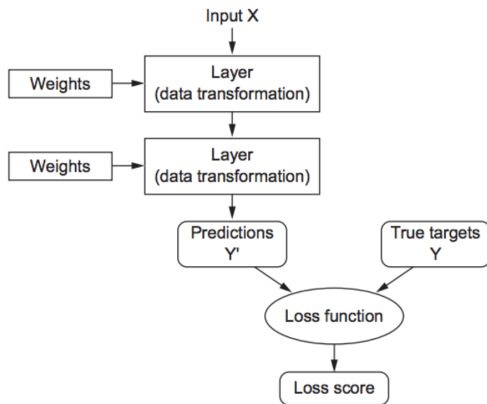 Input X
Layer
(data transformation)
Weights
Layer
(data transformation)
Weights
Predictions
Y'
True targets
Y
Loss function
Loss score